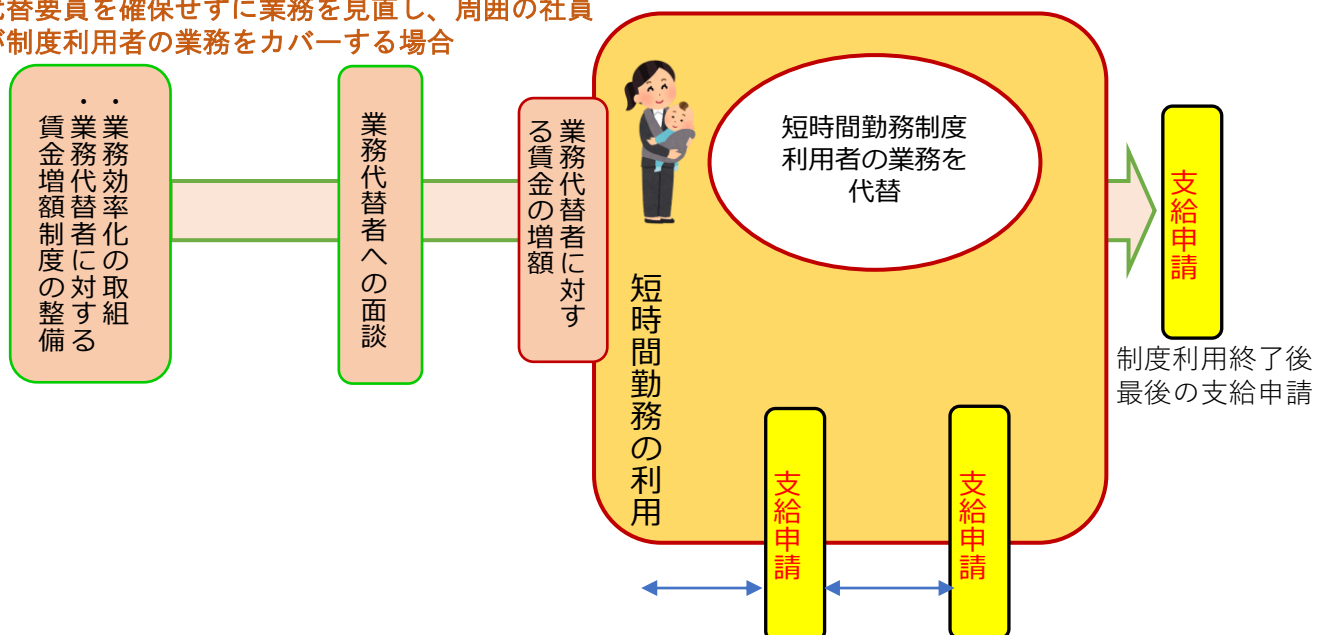 替要員を確保せずに業務を見直し、周囲の社員
制度利用者の業務をカバーする場合
・業務効率化の取組
・業務代替者に対する
賃金増額制度の整備
業務代替者への面談
業務代替者に対す
る賃金の増額
短時間勤務の利用
短時間勤務制度
利用者の業務を
代替
支給申請
支給申請
支給申請
制度利用終了後
最後の支給申請